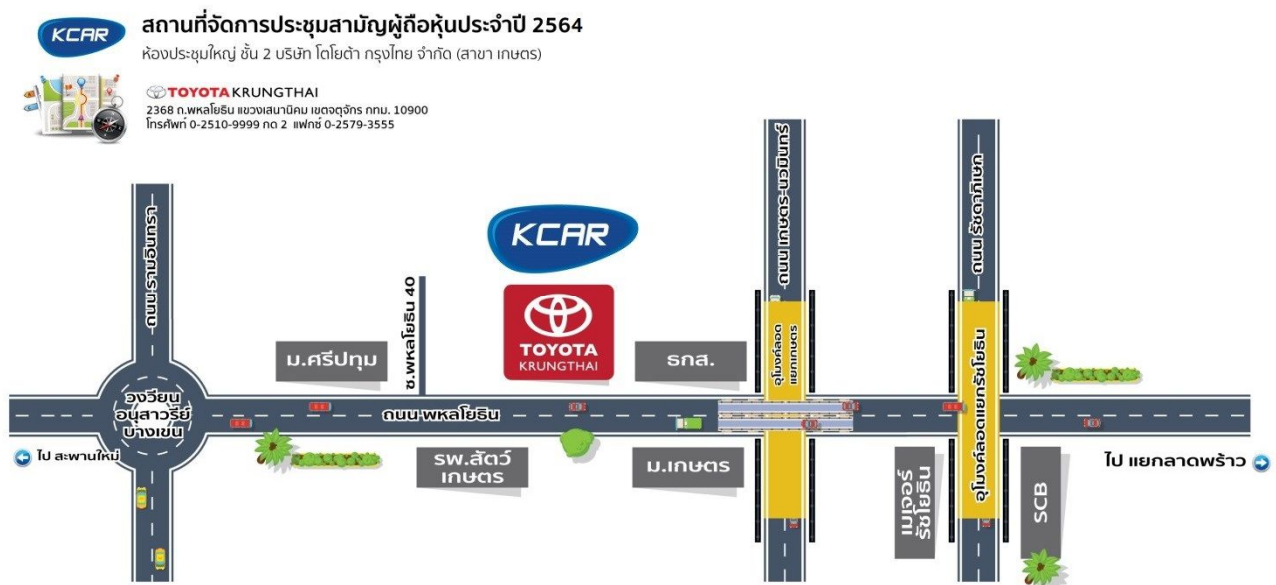 KCAR
สถานที่จัดการประชุมสามัญผู้ถือหุ้นประจำปี 2564
ห้องประชุมใหญ่ ชั้น 2 บริษัท โตโยต้า กรุงไทย จำกัด (สาขา เกษตร)
TOYOTA KRUNGTHAI
2368 ถ.พหลโยธิน แขวงเสนานิคม เขตจตุจักร กทม. 10900
โทรศัพท์ 0-2510-9999 กด 2 แฟกซ์ 0-2579-3555
ถนน รามอินทรา
KCAR
ถนน เกษตร-นวมินทร์
ถนน รัชดาภิเษก
ซ.พหลโยธิน 40
TOYOTA
KRUNGTHAI
ม.ศรีปทุม
ธกส.
อุโมงค์ลอด
แยกเกษตร
อุโมงค์ลอดแยกรัชโยธิน
วงเวียน
อนุสาวรีย์
บางเขน
ถนน พหลโยธิน
ไป สะพานใหม่
รพ.สัตว์
เกษตร
ม.เกษตร
เมเจอร์
รัชโยธิน
SCB
ไป แยกลาดพร้าว